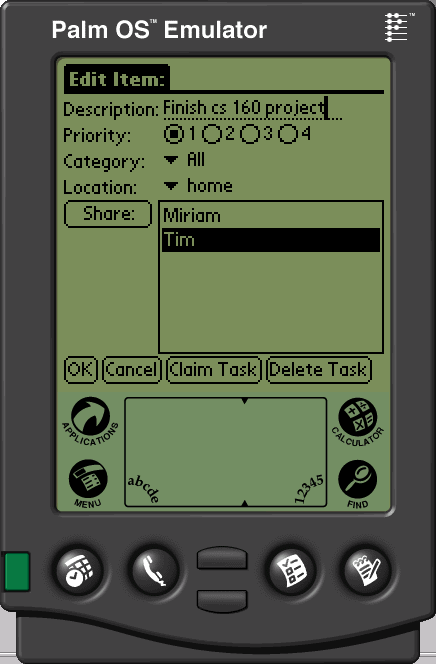 Palm OS™ Emulator
Edit Item:
Description: Finish cs 160 project
Priority: 1 2 3 4
Category: All
Location: home
Share:
Miriam
Tim
OK Cancel Claim Task Delete Task
APPLICATIONS
CALCULATOR
MENU
abcde
12345
FIND